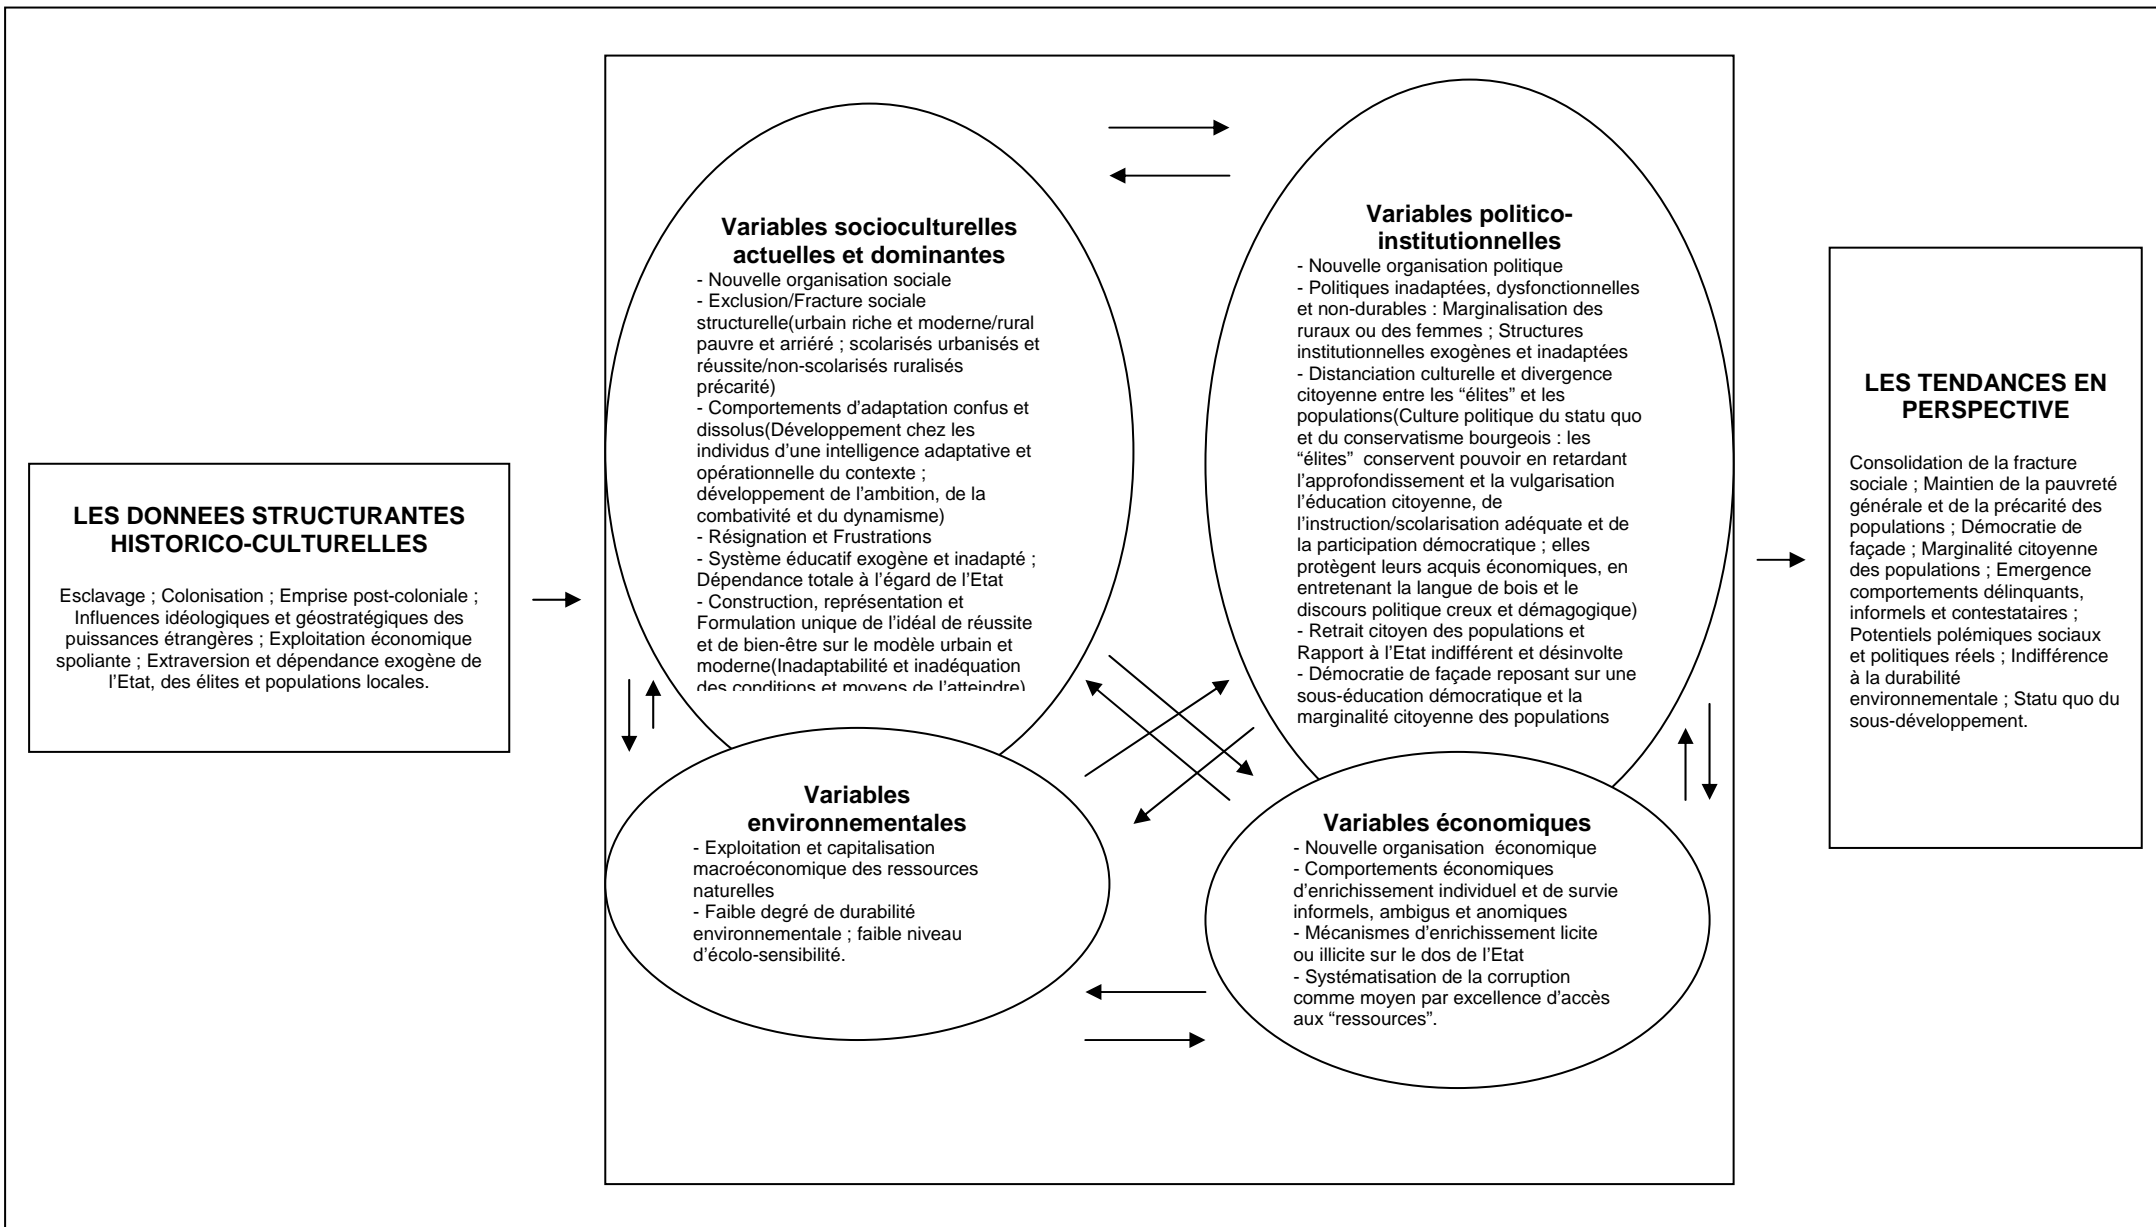 LES DONNEES STRUCTURANTES
HISTORICO-CULTURELLES
Esclavage ; Colonisation ; Emprise post-coloniale ;
Influences idéologiques et géostratégiques des
puissances étrangères ; Exploitation économique
spoliante ; Extraversion et dépendance exogène de
l’Etat, des élites et populations locales.
Variables socioculturelles
actuelles et dominantes
- Nouvelle organisation sociale
- Exclusion/Fracture sociale
structurelle(urbain riche et moderne/rural
pauvre et arriéré ; scolarisés urbanisés et
réussite/non-scolarisés ruralisés
précarité)
- Comportements d’adaptation confus et
dissolus(Développement chez les
individus d’une intelligence adaptative et
opérationnelle du contexte ;
développement de l’ambition, de la
combativité et du dynamisme)
- Résignation et Frustrations
- Système éducatif exogène et inadapté ;
Dépendance totale à l’égard de l’Etat
- Construction, représentation et
Formulation unique de l’idéal de réussite
et de bien-être sur le modèle urbain et
moderne(Inadaptabilité et inadéquation
des conditions et moyens de l’atteindre)
Variables politico-
institutionnelles
- Nouvelle organisation politique
- Politiques inadaptées, dysfonctionnelles
et non-durables : Marginalisation des
ruraux ou des femmes ; Structures
institutionnelles exogènes et inadaptées
- Distanciation culturelle et divergence
citoyenne entre les “élites” et les
populations(Culture politique du statu quo
et du conservatisme bourgeois : les
“élites”  conservent pouvoir en retardant
l’approfondissement et la vulgarisation
l’éducation citoyenne, de
l’instruction/scolarisation adéquate et de
la participation démocratique ; elles
protègent leurs acquis économiques, en
entretenant la langue de bois et le
discours politique creux et démagogique)
- Retrait citoyen des populations et
Rapport à l’Etat indifférent et désinvolte
- Démocratie de façade reposant sur une
sous-éducation démocratique et la
marginalité citoyenne des populations
Variables
environnementales
- Exploitation et capitalisation
macroéconomique des ressources
naturelles
- Faible degré de durabilité
environnementale ; faible niveau
d’écolo-sensibilité.
Variables économiques
- Nouvelle organisation  économique
- Comportements économiques
d’enrichissement individuel et de survie
informels, ambigus et anomiques
- Mécanismes d’enrichissement licite
ou illicite sur le dos de l’Etat
- Systématisation de la corruption
comme moyen par excellence d’accès
aux “ressources”.
LES TENDANCES EN
PERSPECTIVE
Consolidation de la fracture
sociale ; Maintien de la pauvreté
générale et de la précarité des
populations ; Démocratie de
façade ; Marginalité citoyenne
des populations ; Emergence
comportements délinquants,
informels et contestataires ;
Potentiels polémiques sociaux
et politiques réels ; Indifférence
à la durabilité
environnementale ; Statu quo du
sous-développement.